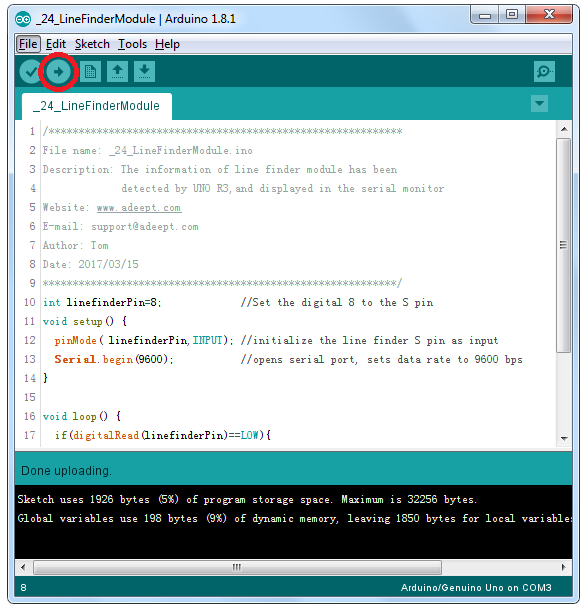 _24_LineFinderModule | Arduino 1.8.1
File Edit Sketch Tools Help
_24_LineFinderModule
1 /***********************************************************
2 File name: _24_LineFinderModule.ino
3 Description: The information of line finder module has been
4 detected by UNO R3,and displayed in the serial monitor
5 Website: www.adeept.com
6 E-mail: support@adeept.com
7 Author: Tom
8 Date: 2017/03/15
9 ***********************************************************/
10 int linefinderPin=8; //Set the digital 8 to the S pin
11 void setup() {
12 pinMode( linefinderPin,INPUT); //initialize the line finder S pin as input
13 Serial.begin(9600); //opens serial port, sets data rate to 9600 bps
14 }
15
16 void loop() {
17 if(digitalRead(linefinderPin)==LOW){
Done uploading.
Sketch uses 1926 bytes (5%) of program storage space. Maximum is 32256 bytes.
Global variables use 198 bytes (9%) of dynamic memory, leaving 1850 bytes for local variables
8 Arduino/Genuino Uno on COM3